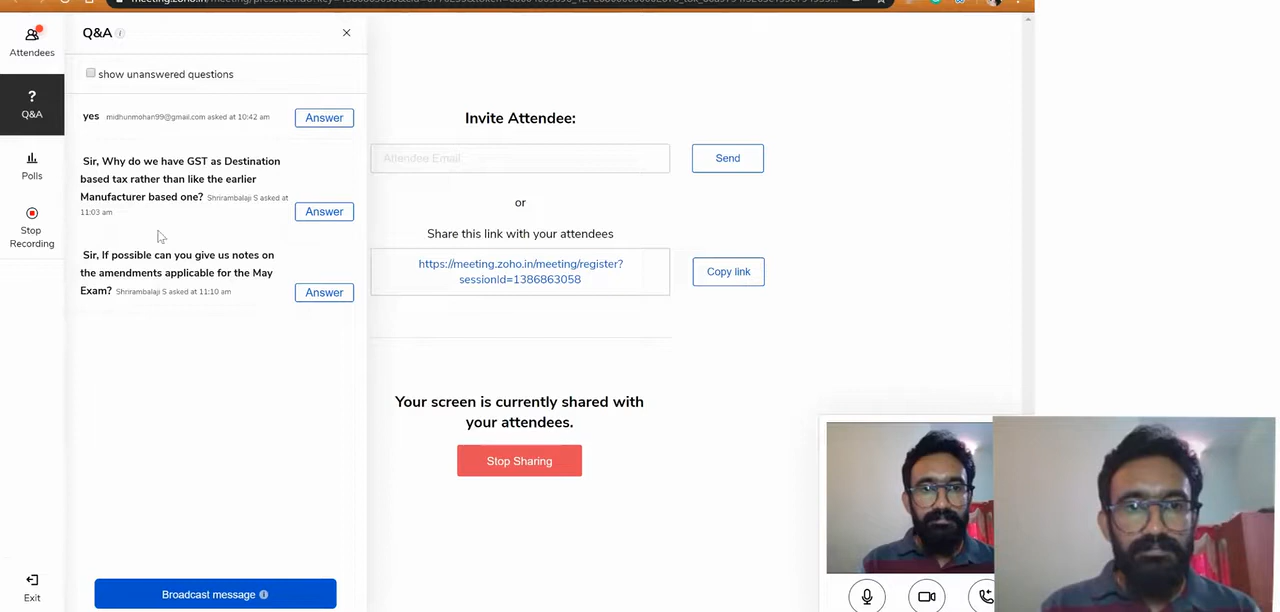 Attendees
?
Q&A
Polls
Stop
Recording
Exit
Q&A
show unanswered questions
yes midhunmohan99@gmail.com asked at 10:42 am
Answer
Sir, Why do we have GST as Destination
based tax rather than like the earlier
Manufacturer based one? Shrirambalaji S asked at
11:03 am
Answer
Sir, If possible can you give us notes on
the amendments applicable for the May
Exam? Shrirambalaji S asked at 11:10 am
Answer
Broadcast message
Invite Attendee:
Attendee Email
Send
or
Share this link with your attendees
https://meeting.zoho.in/meeting/register?
sessionId=1386863058
Copy link
Your screen is currently shared with
your attendees.
Stop Sharing